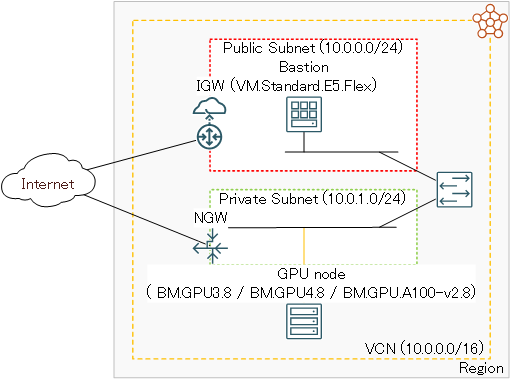 Public Subnet (10.0.0.0/24)
Bastion
IGW (VM.Standard.E5.Flex)
Internet
Private Subnet (10.0.1.0/24)
NGW
GPU node
( BM.GPU3.8 / BM.GPU4.8 / BM.GPU.A100-v2.8)
VCN (10.0.0.0/16)
Region